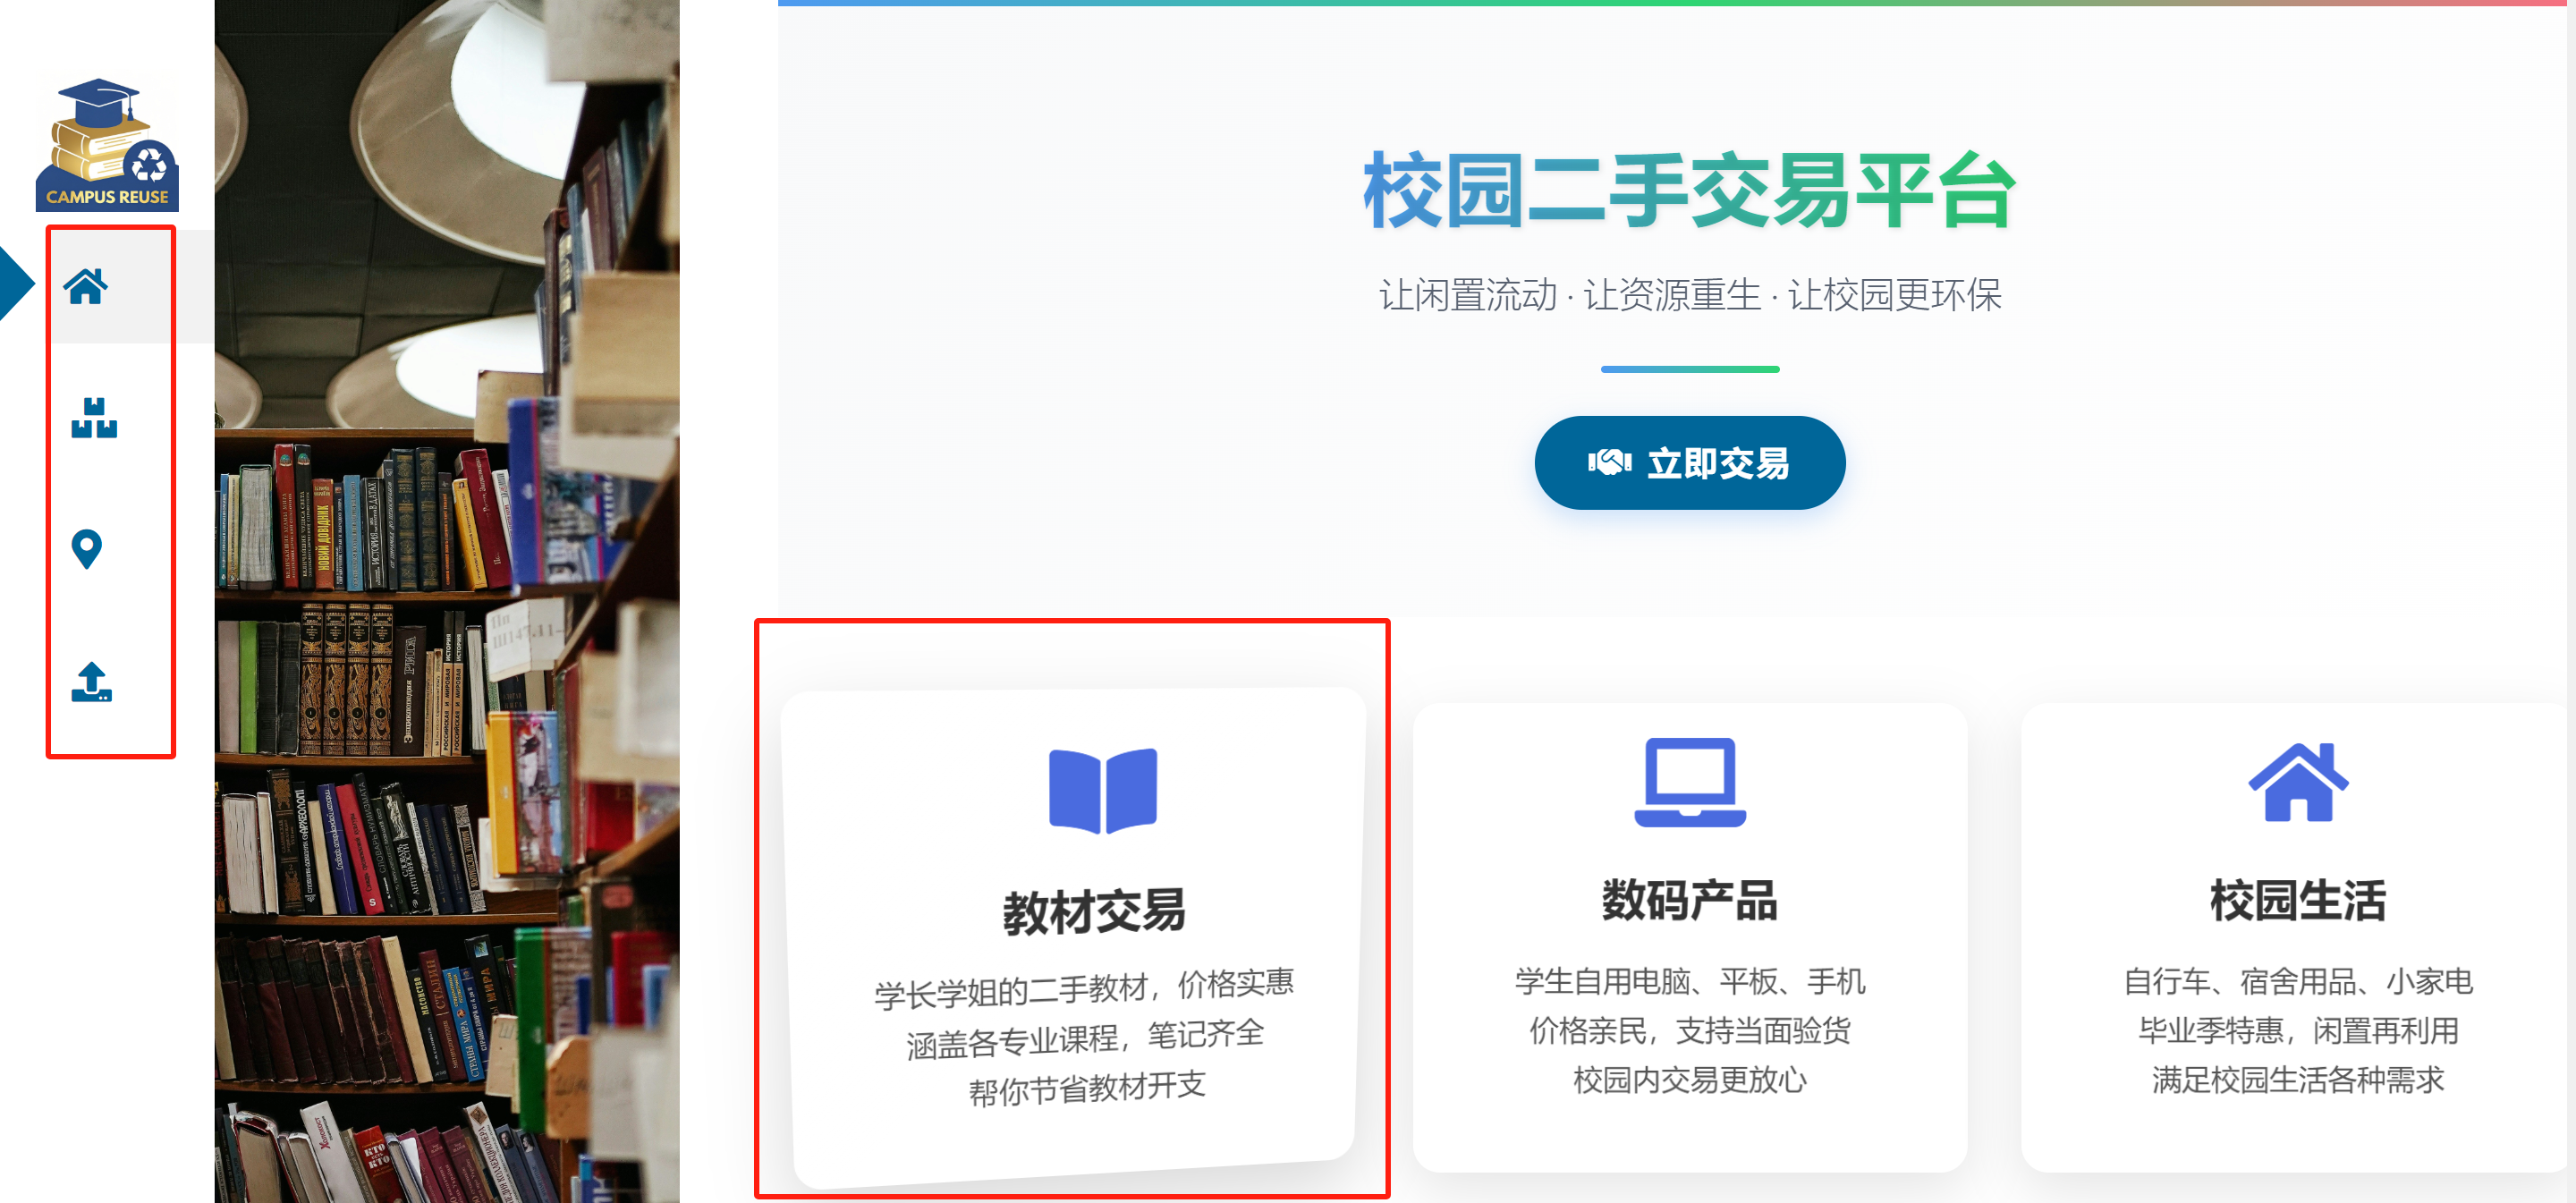 CAMPUS REUSE
校园二手交易平台
让闲置流动 · 让资源重生 · 让校园更环保
立即交易
教材交易
学长学姐的二手教材，价格实惠
涵盖各专业课程，笔记齐全
帮你节省教材开支
数码产品
学生自用电脑、平板、手机
价格亲民，支持当面验货
校园内交易更放心
校园生活
自行车、宿舍用品、小家电
毕业季特惠，闲置再利用
满足校园生活各种需求
НОВИЙ ДОВІДНИК